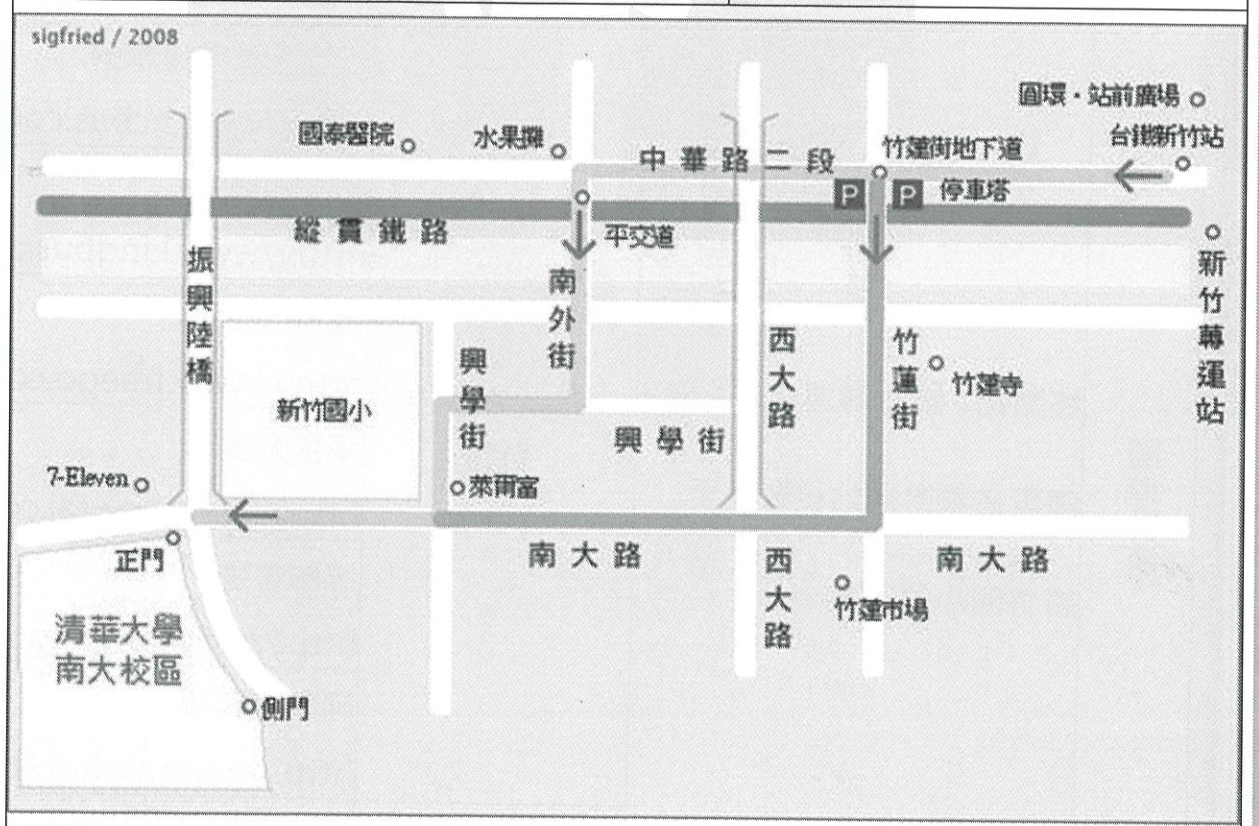 sigfried / 2008
圓環・站前廣場
國泰醫院
水果攤
中華路二段
竹蓮街地下道
台鐵新竹站
P
P
停車塔
縱貫鐵路
平交道
振興陸橋
南外街
新竹轉運站
興學街
西大路
竹蓮街
竹蓮寺
新竹國小
興學街
7-Eleven
萊爾富
正門
南大路
西大路
南大路
竹蓮市場
清華大學
南大校區
側門